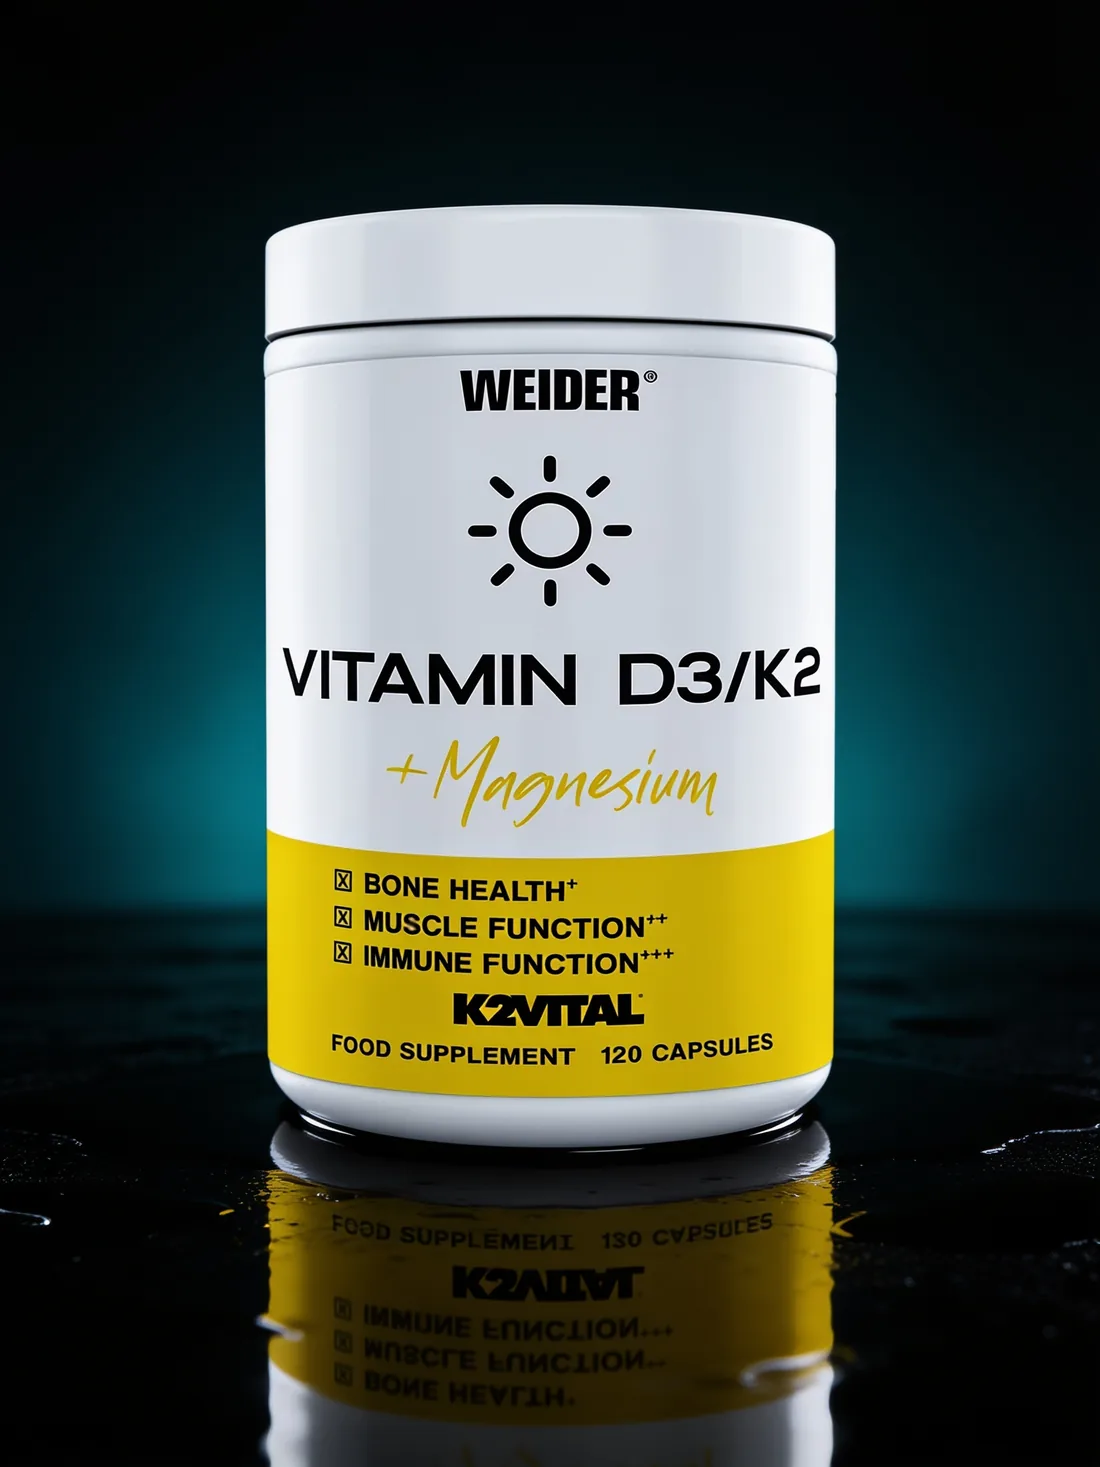 WEIDER®
VITAMIN D3/K2
+Magnesium
☒ BONE HEALTH+
☒ MUSCLE FUNCTION++
☒ IMMUNE FUNCTION+++
K2VITAL
FOOD SUPPLEMENT 120 CAPSULES